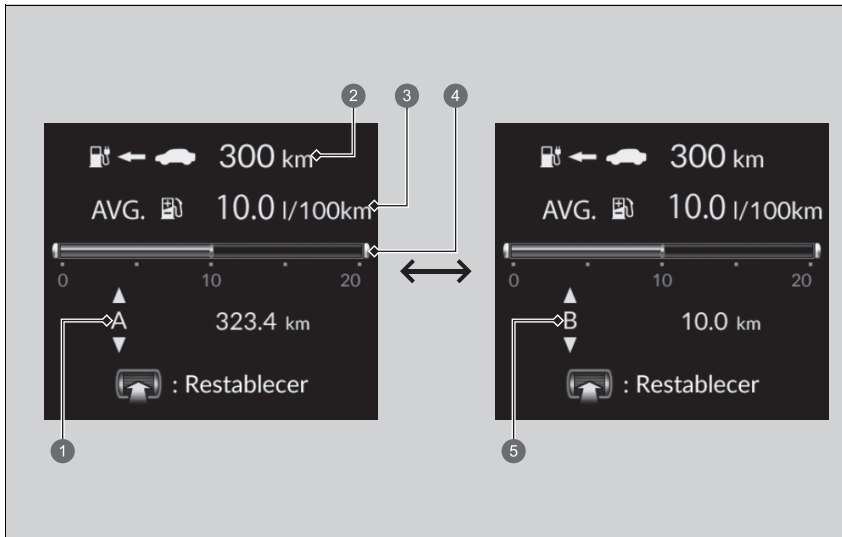 2 3 4
300 km
AVG. 10.0 l/100km
0 10 20
A 323.4 km
: Restablecer
1
300 km
AVG. 10.0 l/100km
0 10 20
B 10.0 km
: Restablecer
5